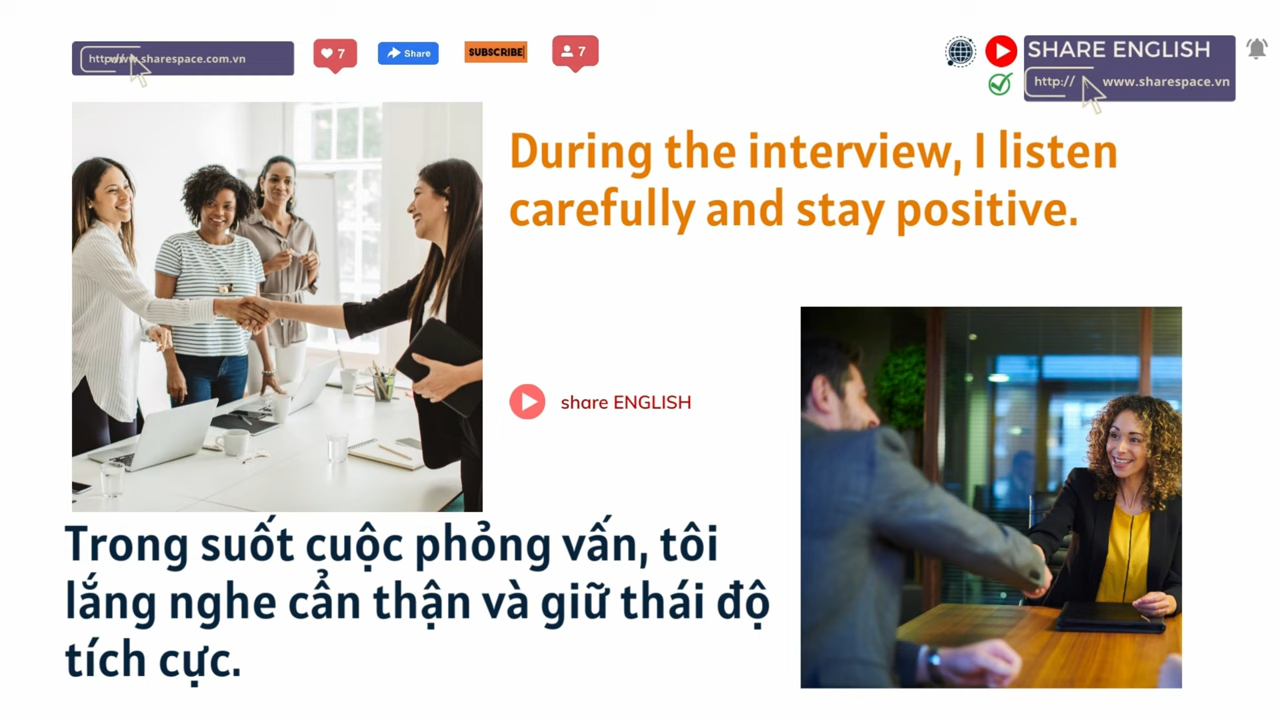 http://www.sharespace.com.vn
7
Share
SUBSCRIBE
7
SHARE ENGLISH
http:// www.sharespace.vn
During the interview, I listen
carefully and stay positive.
share ENGLISH
Trong suốt cuộc phỏng vấn, tôi
lắng nghe cẩn thận và giữ thái độ
tích cực.